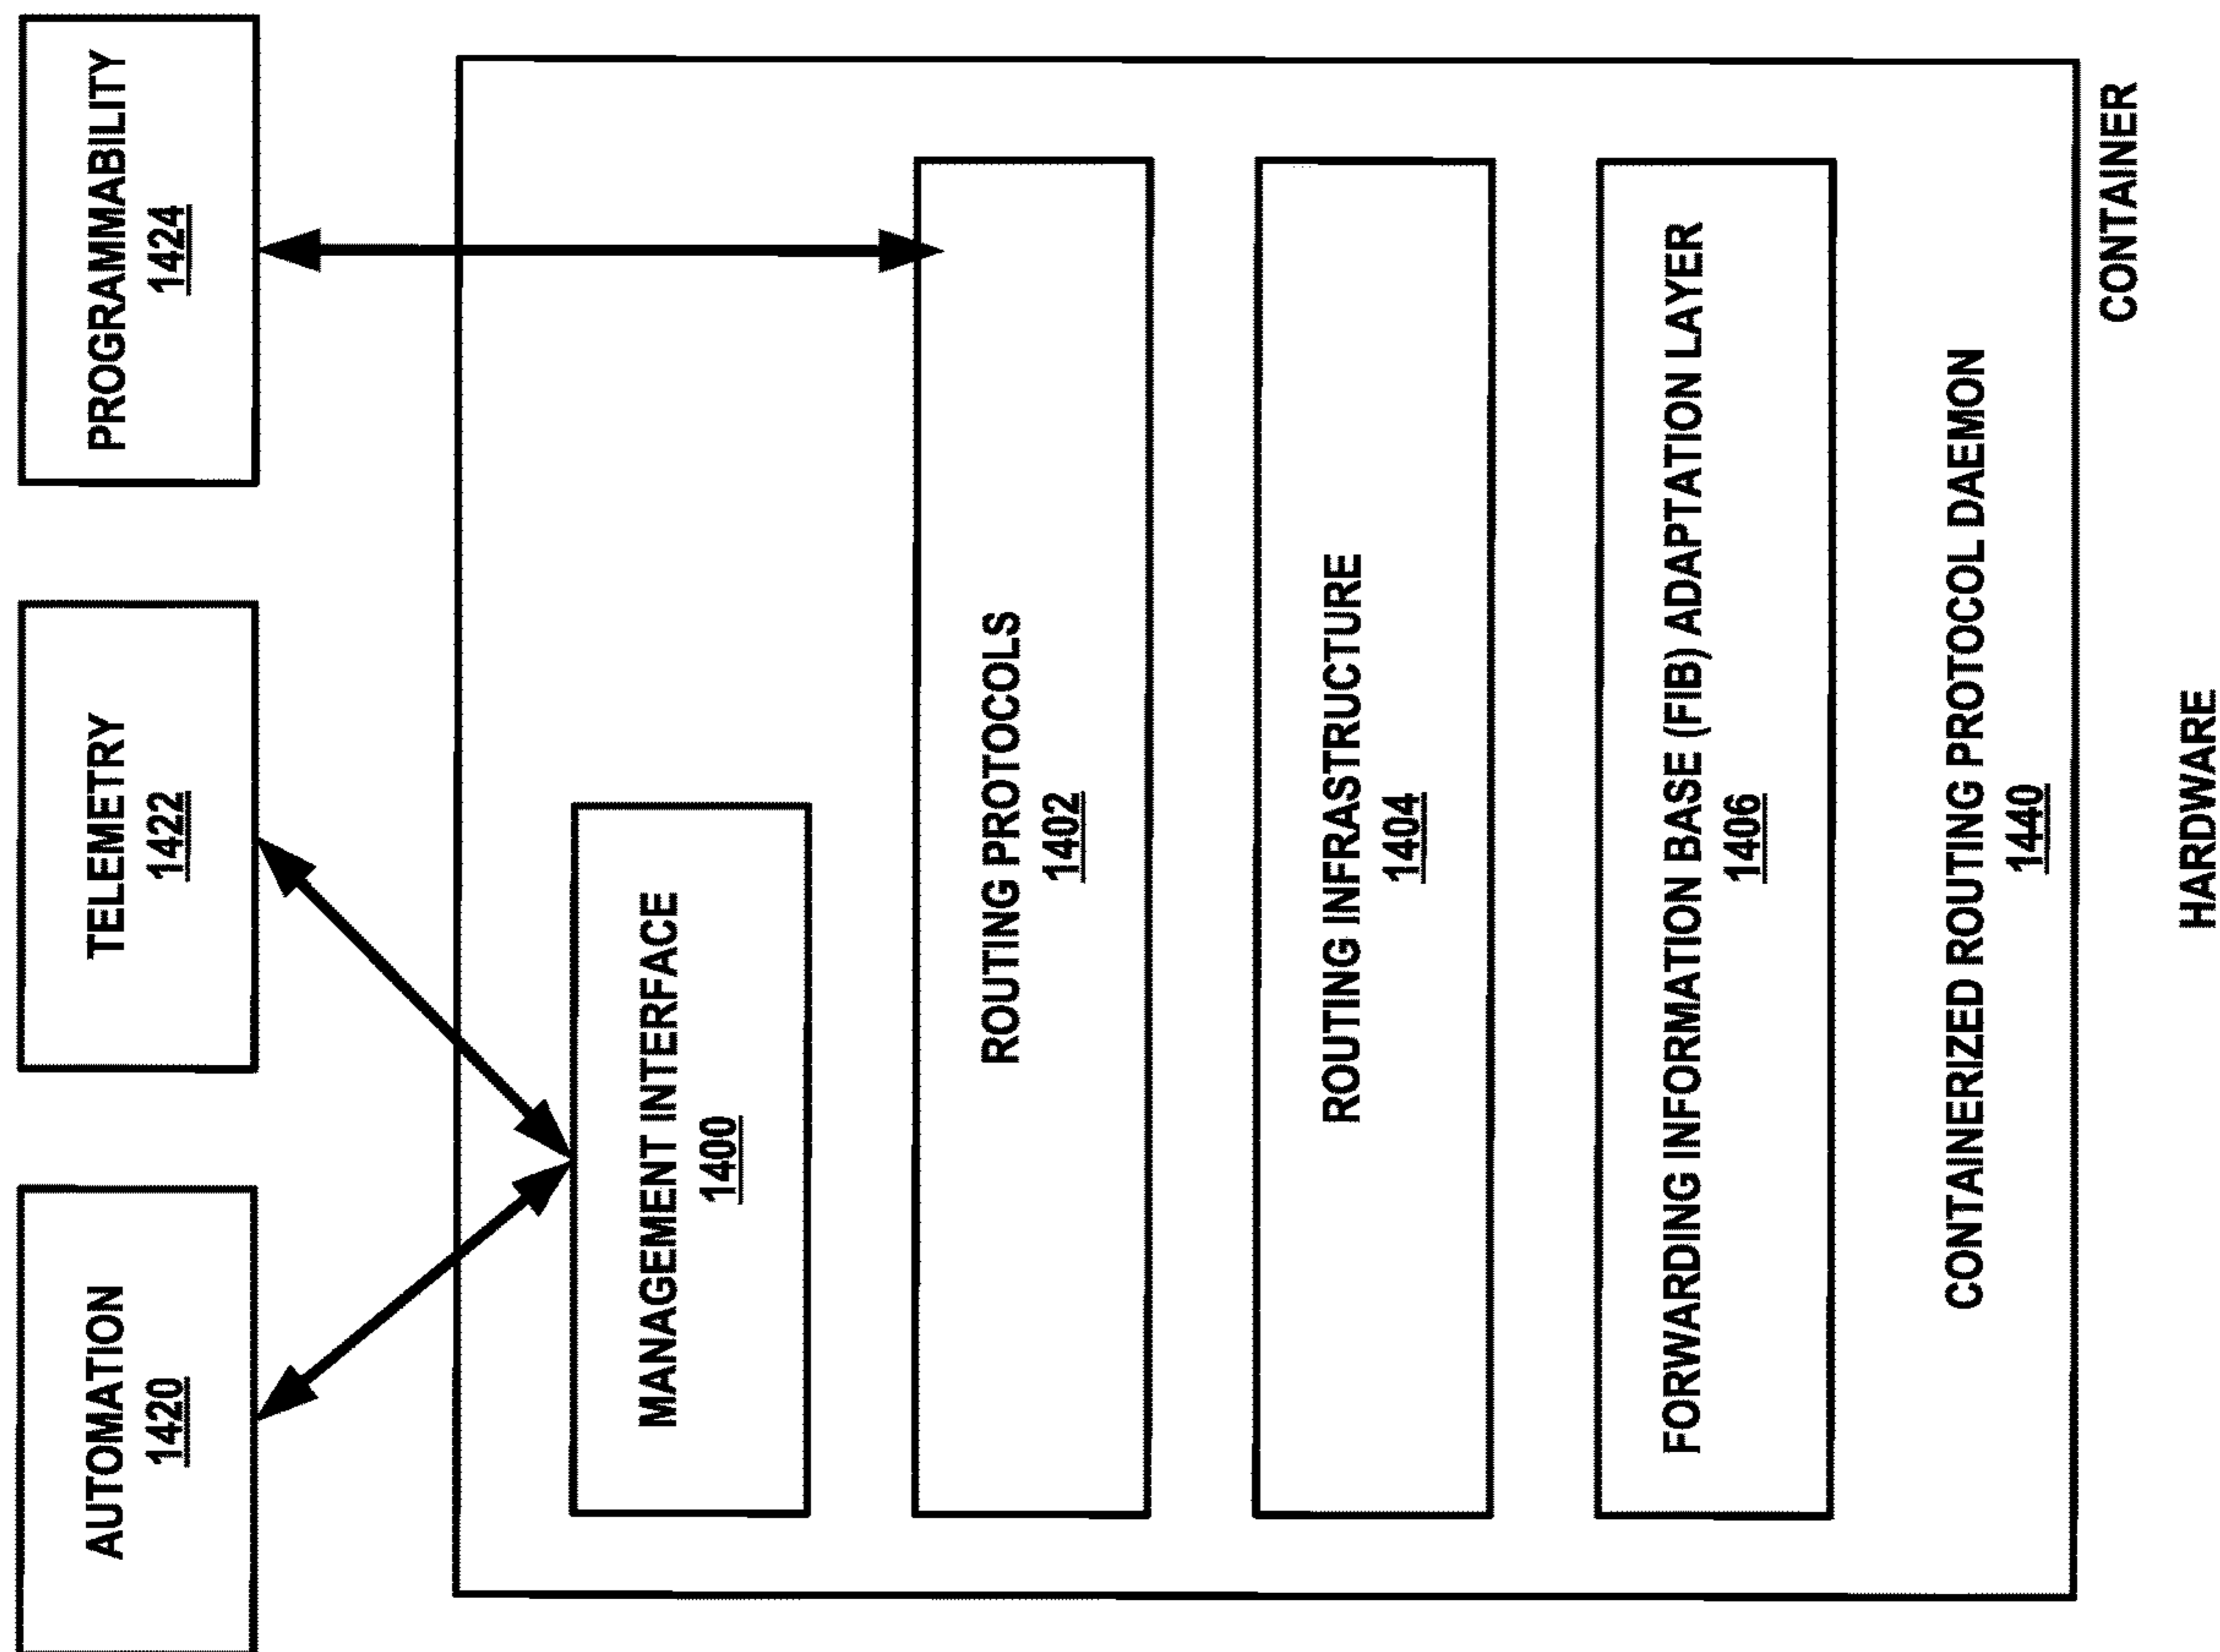 AUTOMATION
1420
TELEMETRY
1422
PROGRAMMABILITY
1424
MANAGEMENT INTERFACE
1400
ROUTING PROTOCOLS
1402
ROUTING INFRASTRUCTURE
1404
FORWARDING INFORMATION BASE (FIB) ADAPTATION LAYER
1406
CONTAINERIZED ROUTING PROTOCOL DAEMON
1440
CONTAINER
HARDWARE